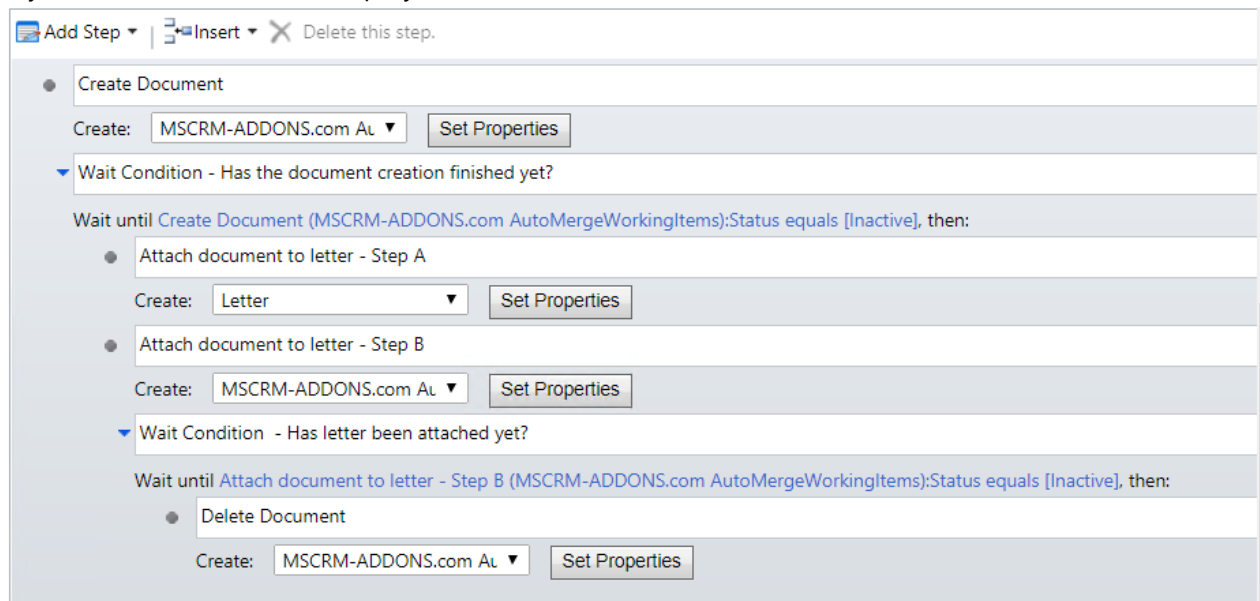 Add Step Insert Delete this step.
Create Document
Create: MSCRM-ADDONS.com Au Set Properties
Wait Condition - Has the document creation finished yet?
Wait until Create Document (MSCRM-ADDONS.com AutoMergeWorkingItems):Status equals [Inactive], then:
Attach document to letter - Step A
Create: Letter Set Properties
Attach document to letter - Step B
Create: MSCRM-ADDONS.com Au Set Properties
Wait Condition - Has letter been attached yet?
Wait until Attach document to letter - Step B (MSCRM-ADDONS.com AutoMergeWorkingItems):Status equals [Inactive], then:
Delete Document
Create: MSCRM-ADDONS.com Au Set Properties